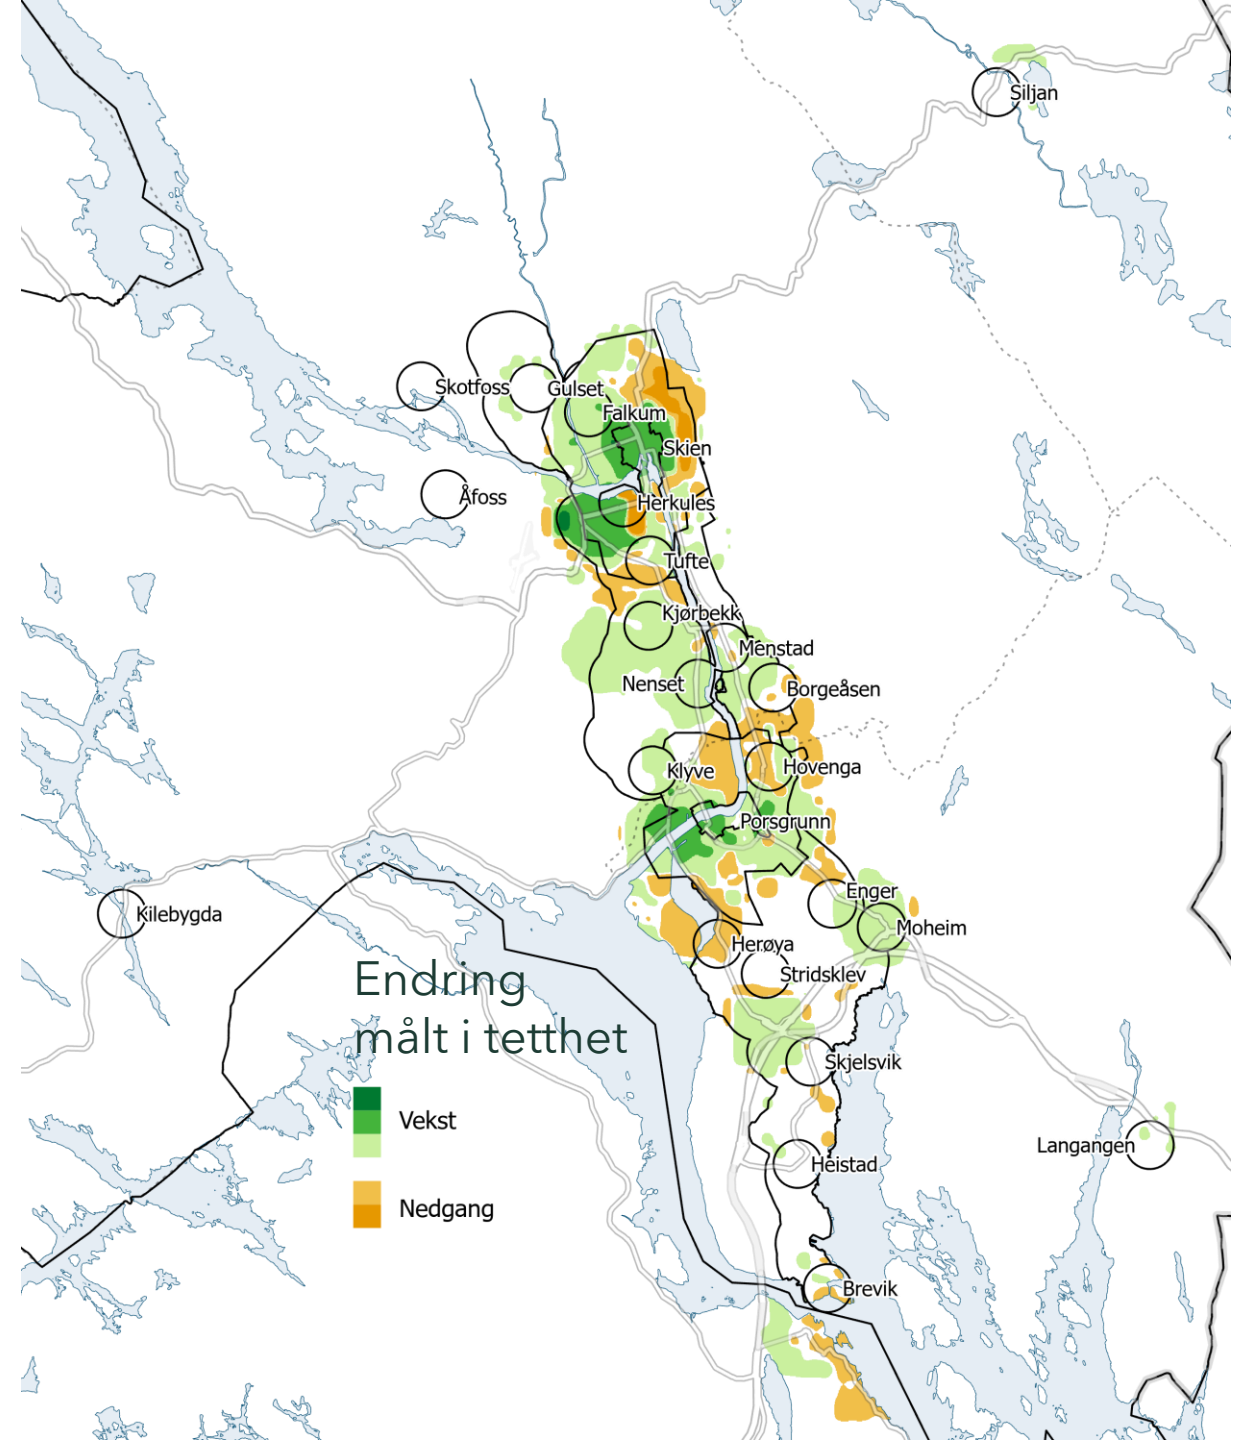 Siljan
Skotfoss
Gulset
Falkum
Skien
Åfoss
Herkules
Tufte
Kjørbekk
Menstad
Nenset
Borgeåsen
Klyve
Hovenga
Porsgrunn
Enger
Kilebygda
Moheim
Herøya
Stridsklev
Endring
målt i tetthet
Skjelsvik
Vekst
Langangen
Heistad
Nedgang
Brevik